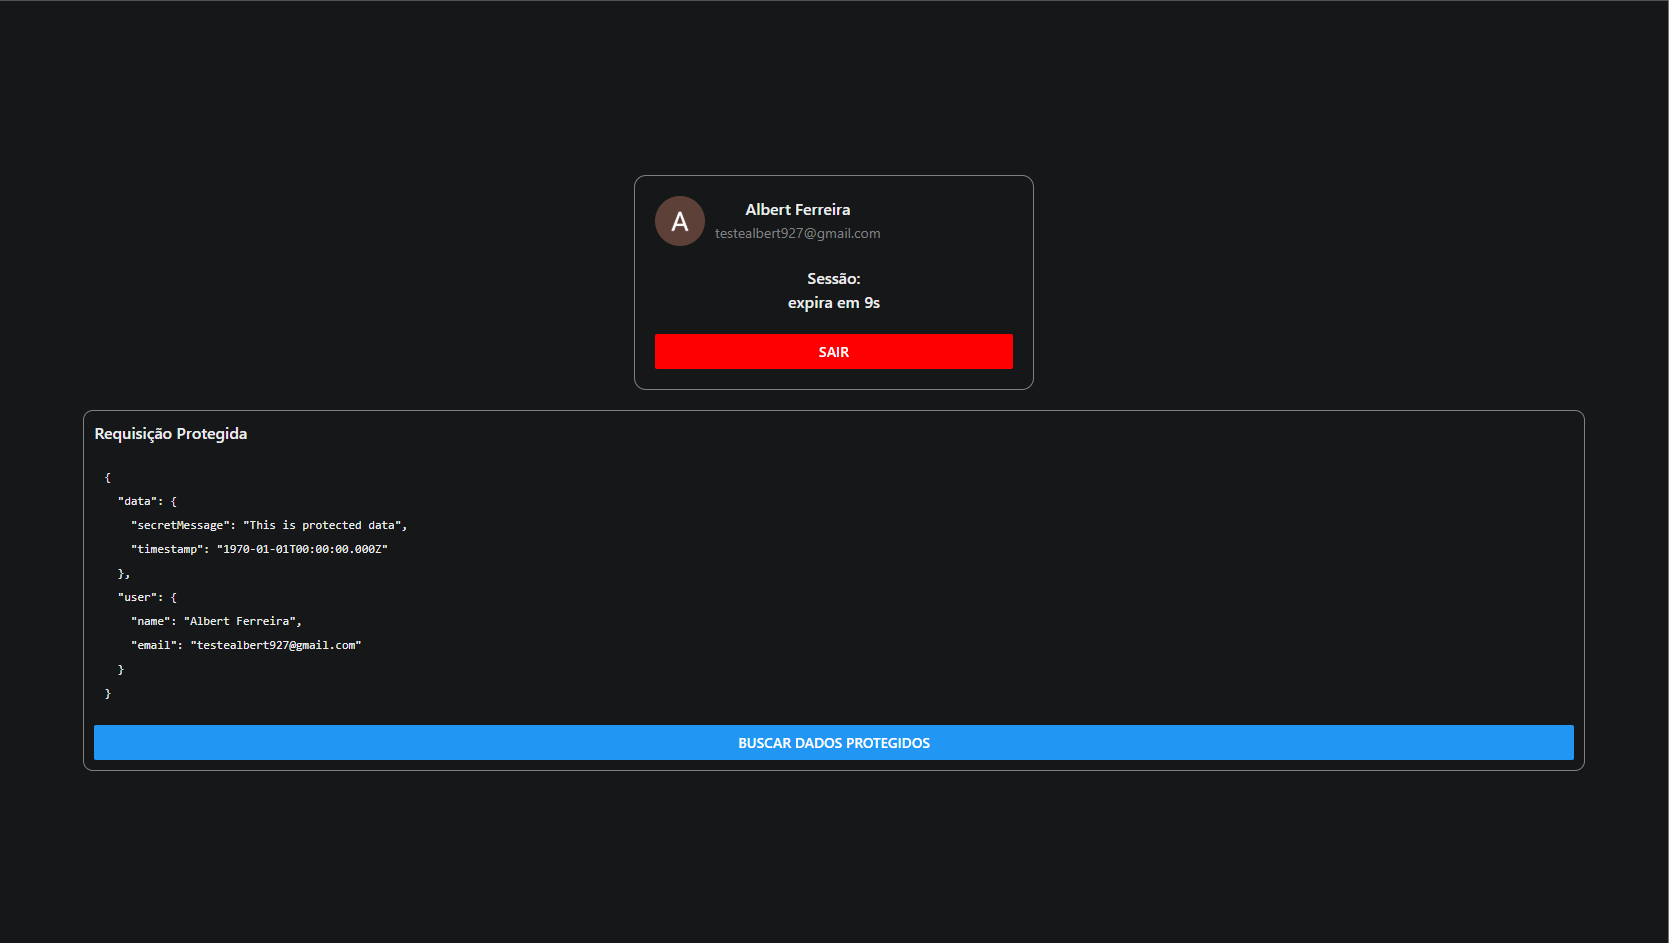 A
Albert Ferreira
testealbert927@gmail.com
Sessão:
expira em 9s
SAIR
Requisição Protegida
{
"data": {
"secretMessage": "This is protected data",
"timestamp": "1970-01-01T00:00:00.000Z"
},
"user": {
"name": "Albert Ferreira",
"email": "testealbert927@gmail.com"
}
}
BUSCAR DADOS PROTEGIDOS